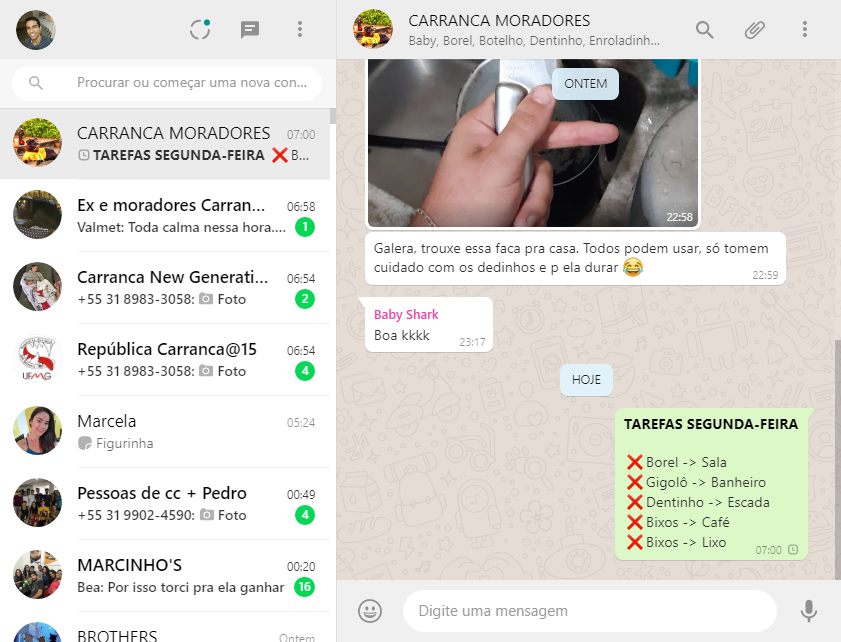 Procurar ou começar uma nova con...
CARRANCA MORADORES
07:00
TAREFAS SEGUNDA-FEIRA ❌ B...
Ex e moradores Carran...
06:58
Valmet: Toda calma nessa hora....
1
Carranca New Generati...
06:54
+55 31 8983-3058: Foto
2
República Carranca@15
06:54
+55 31 8983-3058: Foto
4
UFMG
Marcela
05:24
Figurinha
Pessoas de cc + Pedro
00:49
+55 31 9902-4590: Foto
4
MARCINHO'S
00:20
Bea: Por isso torci pra ela ganhar
16
BROTHERS
Ontem
CARRANCA MORADORES
Baby, Borel, Botelho, Dentinho, Enroladinh...
ONTEM
22:58
Galera, trouxe essa faca pra casa. Todos podem usar, só tomem
cuidado com os dedinhos e p ela durar 😂
22:59
Baby Shark
Boa kkkk
23:17
HOJE
TAREFAS SEGUNDA-FEIRA
❌ Borel -> Sala
❌ Gigolô -> Banheiro
❌ Dentinho -> Escada
❌ Bixos -> Café
❌ Bixos -> Lixo
07:00
Digite uma mensagem